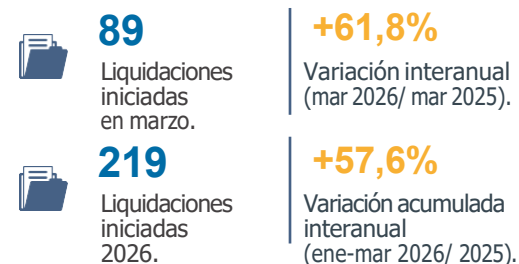 89
Liquidaciones
iniciadas
en marzo.
+61,8%
Variación interanual
(mar 2026/ mar 2025).
219
Liquidaciones
iniciadas
2026.
+57,6%
Variación acumulada
interanual
(ene-mar 2026/ 2025).